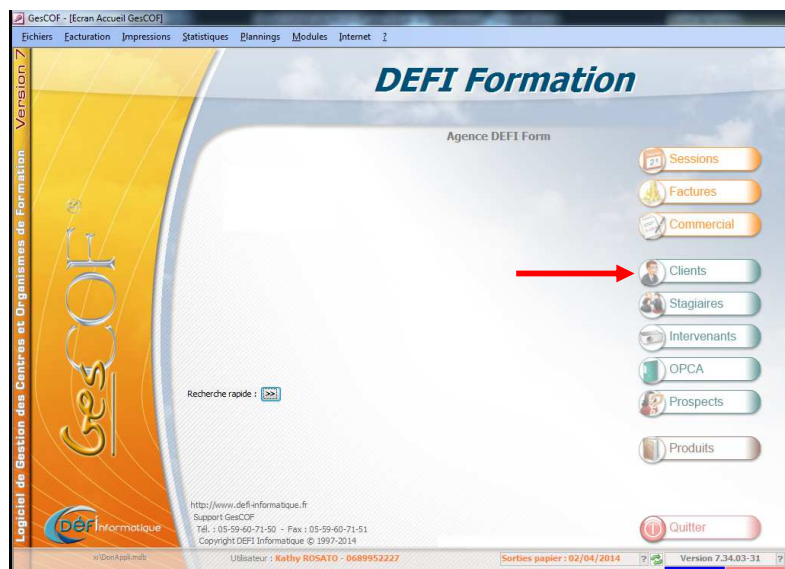 GesCOF - [Ecran Accueil GesCOF]
Eichiers Facturation Impressions Statistiques Plannings Modules Internet ?
DEFI Formation
Agence DEFI Form
Logiciel de Gestion des Centres et Organismes de Formation Version 7
GesCOF
®
Sessions
Factures
Commercial
Clients
Stagiaires
Intervenants
OPCA
Prospects
Produits
Recherche rapide : >>
http://www.defi-informatique.fr
Support GesCOF
Tél. : 05-59-60-71-50 - Fax : 05-59-60-71-51
Copyright DEFI Informatique © 1997-2014
DéFInformatique
Quitter
x:\DonAppli.mdb Utilisateur : Kathy ROSATO - 0689952227 Sorties papier : 02/04/2014 ? Version 7.34.03-31 ?